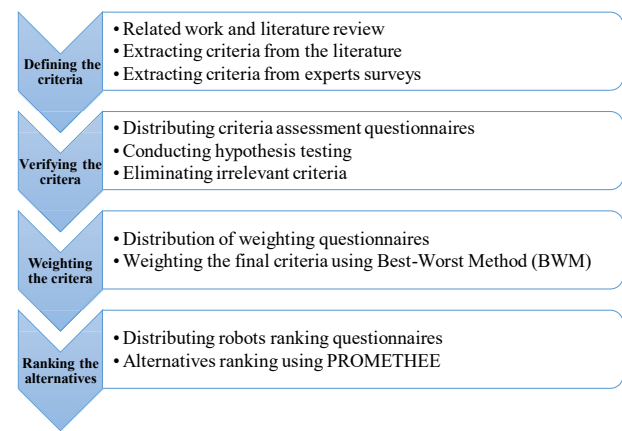 Defining the
criteria
• Related work and literature review
• Extracting criteria from the literature
• Extracting criteria from experts surveys
Verifying the
critera
• Distributing criteria assessment questionnaires
• Conducting hypothesis testing
• Eliminating irrelevant criteria
Weighting
the criteria
• Distribution of weighting questionnaires
• Weighting the final criteria using Best-Worst Method (BWM)
Ranking the
alternatives
• Distributing robots ranking questionnaires
• Alternatives ranking using PROMETHEE